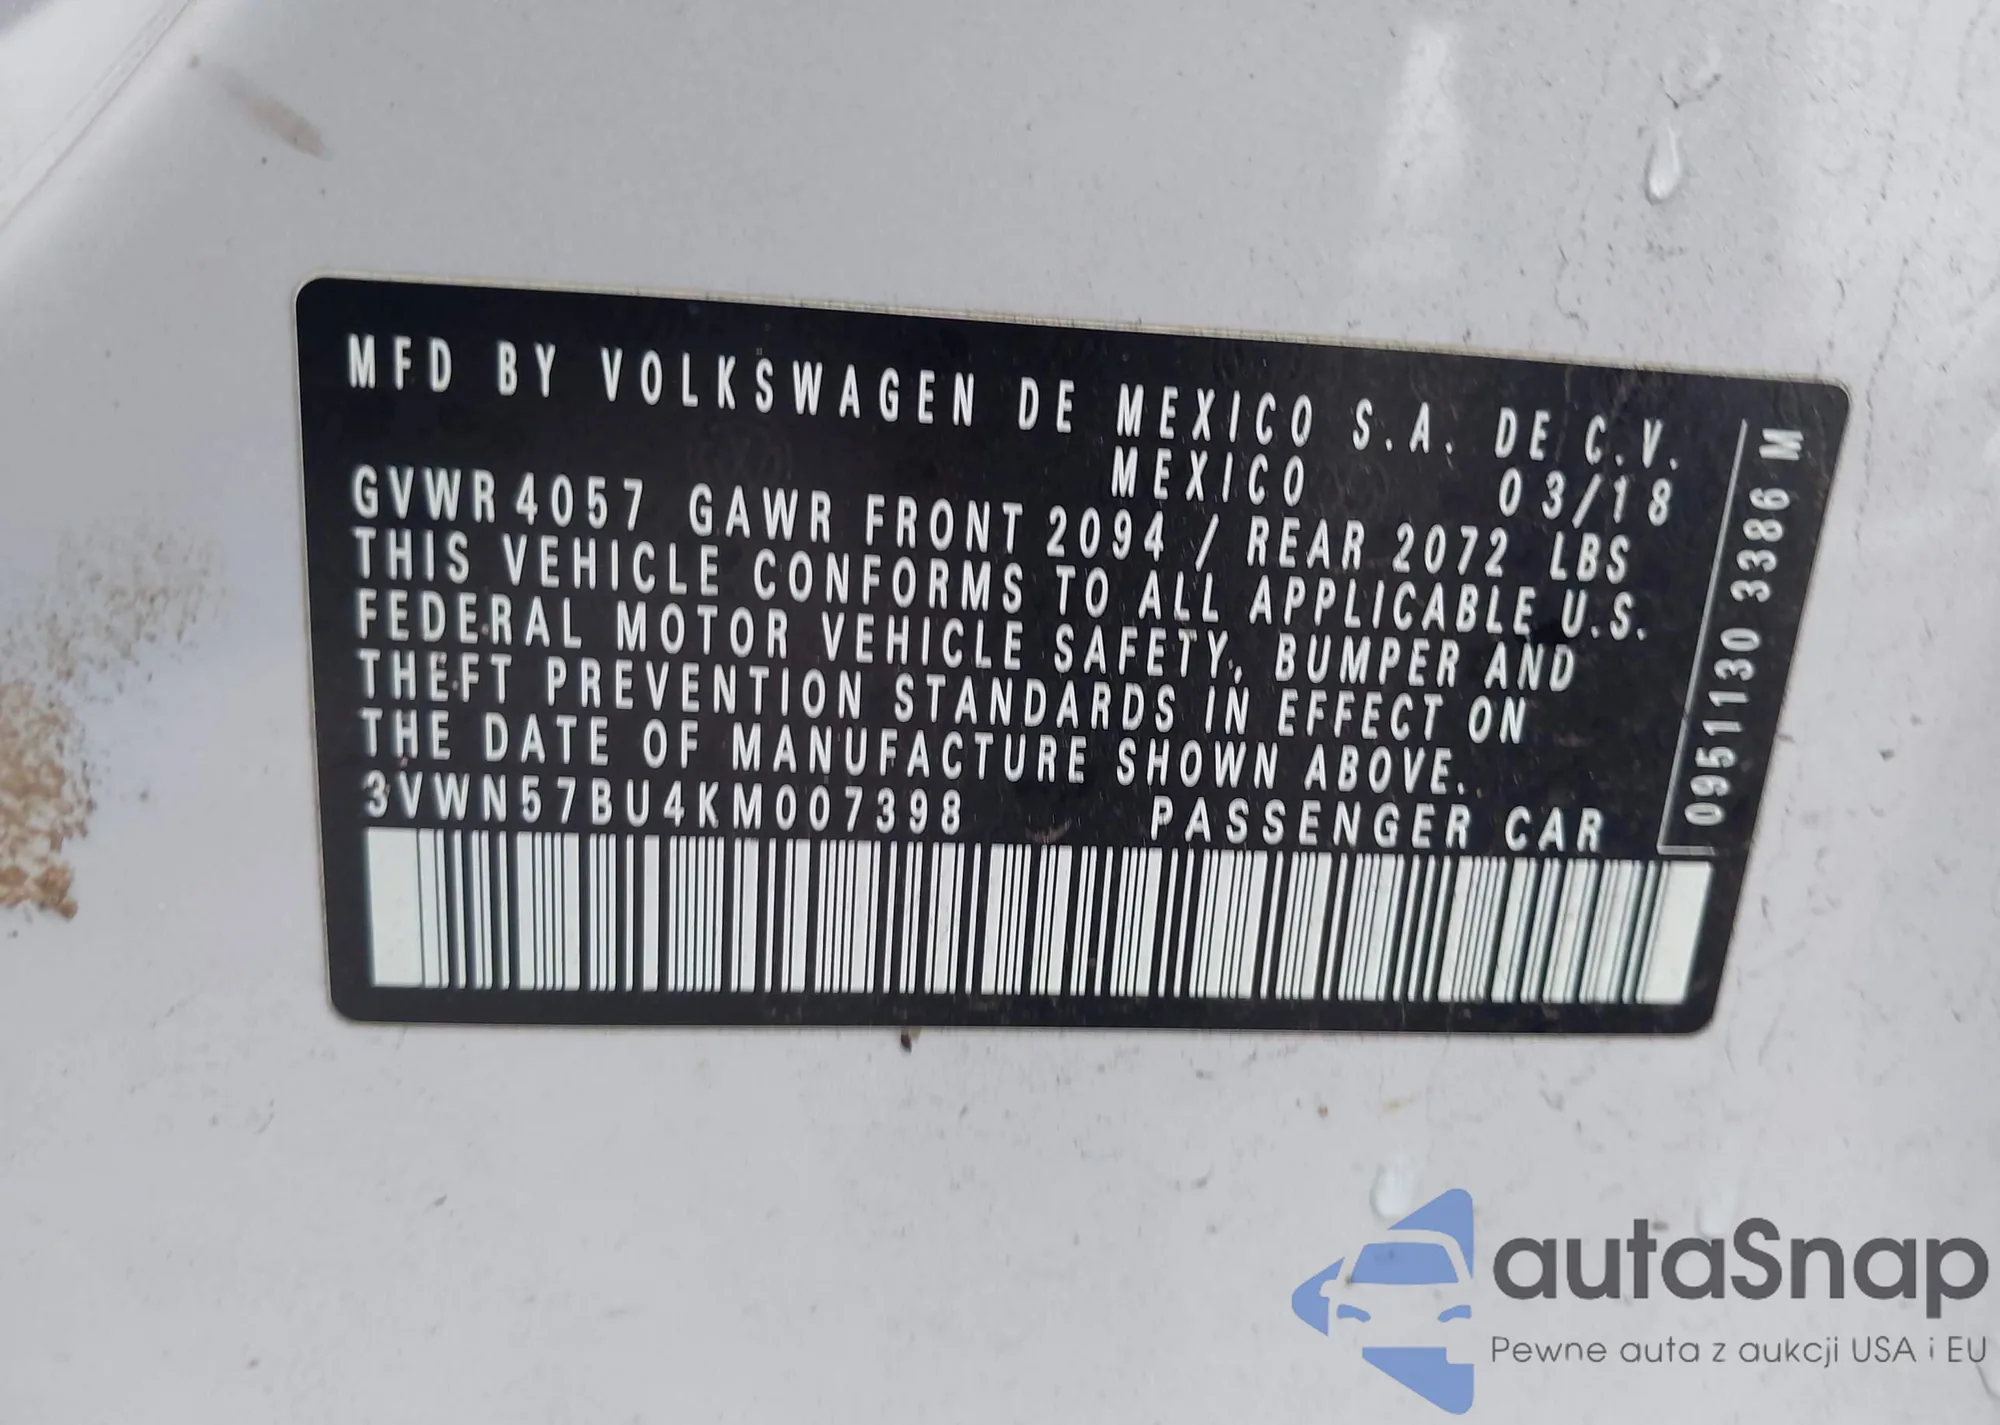 MFD BY VOLKSWAGEN DE MEXICO S.A. DE C.V.
MEXICO 03/18
GVWR 4057 GAWR FRONT 2094 / REAR 2072 LBS
THIS VEHICLE CONFORMS TO ALL APPLICABLE U.S.
FEDERAL MOTOR VEHICLE SAFETY, BUMPER AND
THEFT PREVENTION STANDARDS IN EFFECT ON
THE DATE OF MANUFACTURE SHOWN ABOVE.
3VWN57BU4KM007398 PASSENGER CAR
0951130 3386 M
autaSnap
Pewne auta z aukcji USA i EU